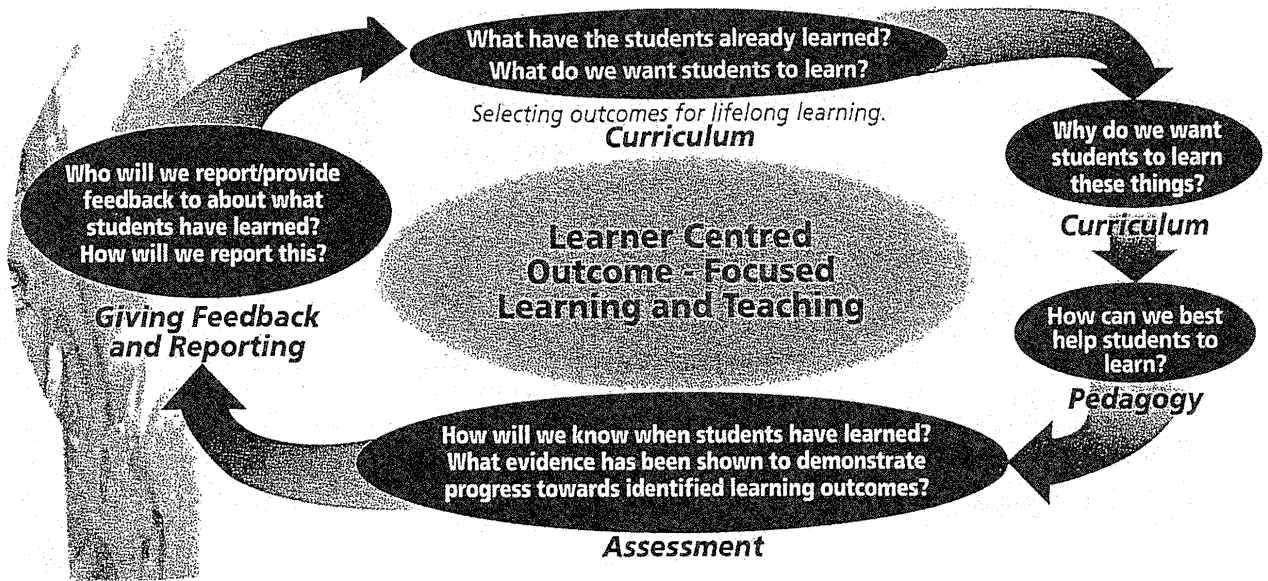 What have the students already learned?
What do we want students to learn?
Selecting outcomes for lifelong learning.
Curriculum
Why do we want
students to learn
these things?
Curriculum
How can we best
help students to
learn?
Pedagogy
How will we know when students have learned?
What evidence has been shown to demonstrate
progress towards identified learning outcomes?
Assessment
Who will we report/provide
feedback to about what
students have learned?
How will we report this?
Giving Feedback
and Reporting
Learner Centred
Outcome - Focused
Learning and Teaching